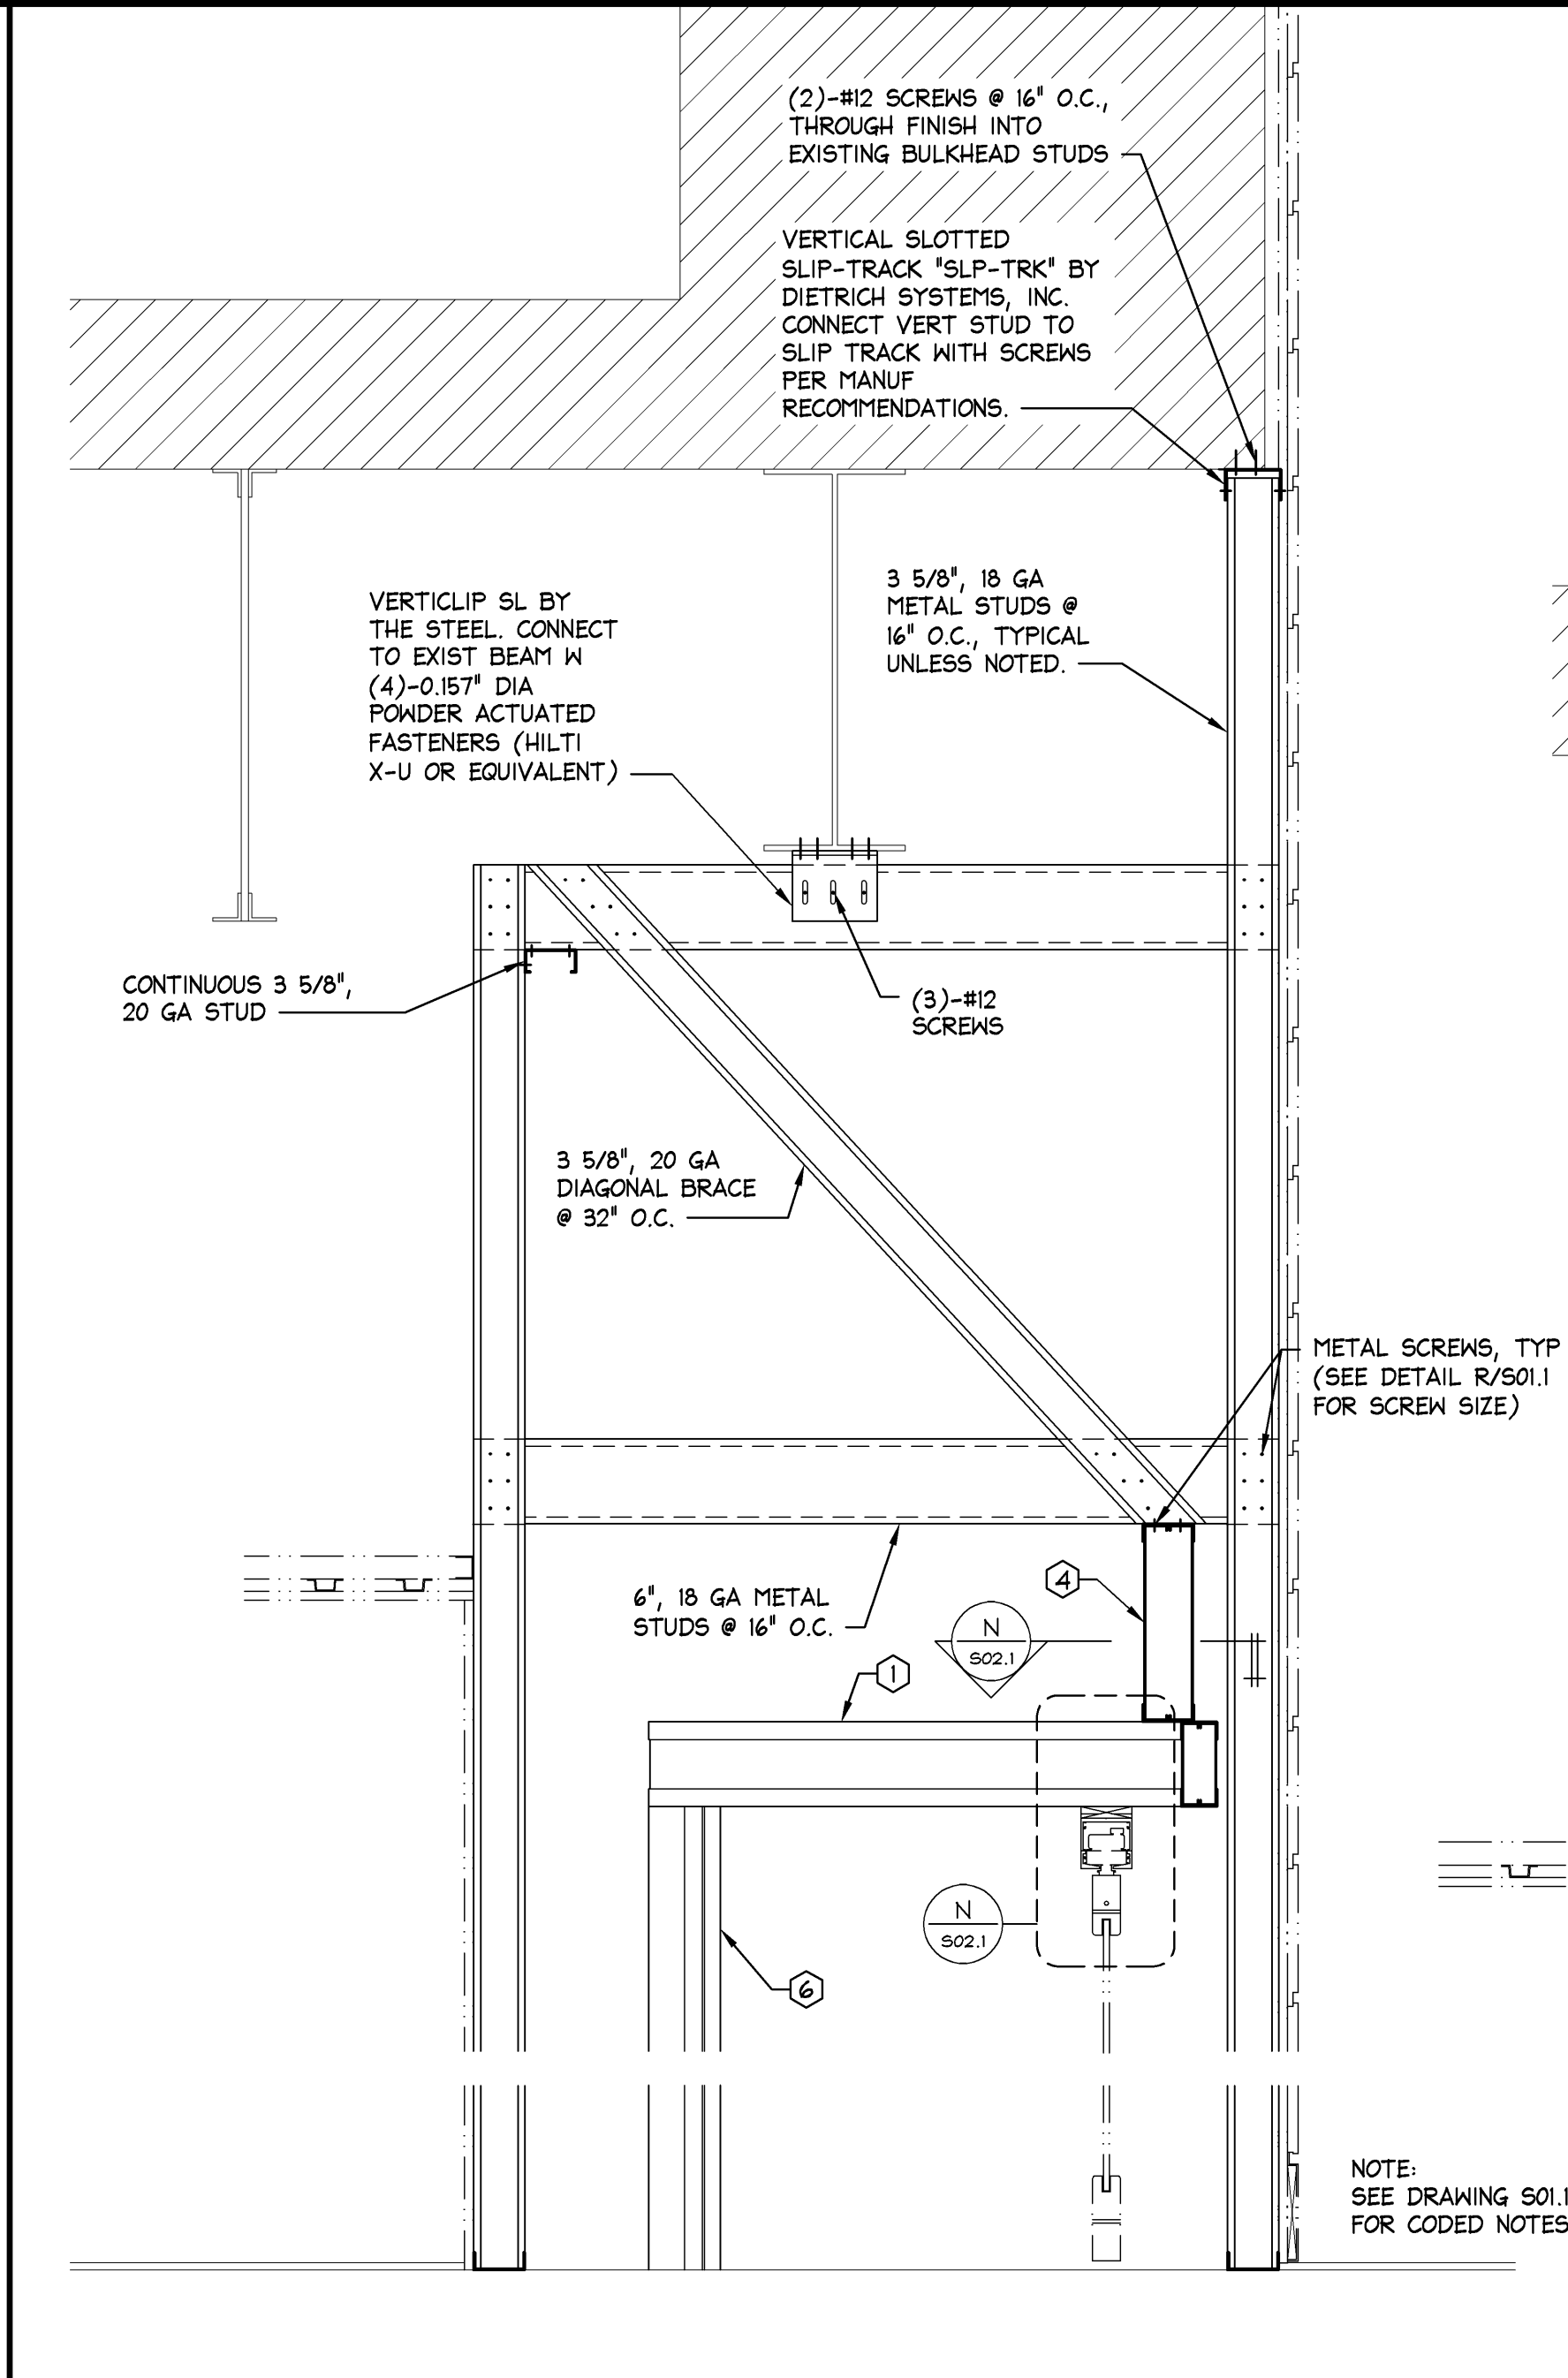 (2)-#12 SCREWS @ 16" O.C.,
THROUGH FINISH INTO
EXISTING BULKHEAD STUDS
VERTICAL SLOTTED
SLIP-TRACK "SLP-TRK" BY
DIETRICH SYSTEMS, INC.
CONNECT VERT STUD TO
SLIP TRACK WITH SCREWS
PER MANUF
RECOMMENDATIONS.
3 5/8", 18 GA
METAL STUDS @
16" O.C., TYPICAL
UNLESS NOTED.
VERTICLIP SL BY
THE STEEL. CONNECT
TO EXIST BEAM W
(4)-0.157" DIA
POWDER ACTUATED
FASTENERS (HILTI
X-U OR EQUIVALENT)
CONTINUOUS 3 5/8",
20 GA STUD
(3)-#12
SCREWS
3 5/8", 20 GA
DIAGONAL BRACE
@ 32" O.C.
METAL SCREWS, TYP
(SEE DETAIL R/S01.1
FOR SCREW SIZE)
6", 18 GA METAL
STUDS @ 16" O.C.
4
N
S02.1
1
N
S02.1
6
NOTE:
SEE DRAWING S01.1
FOR CODED NOTES